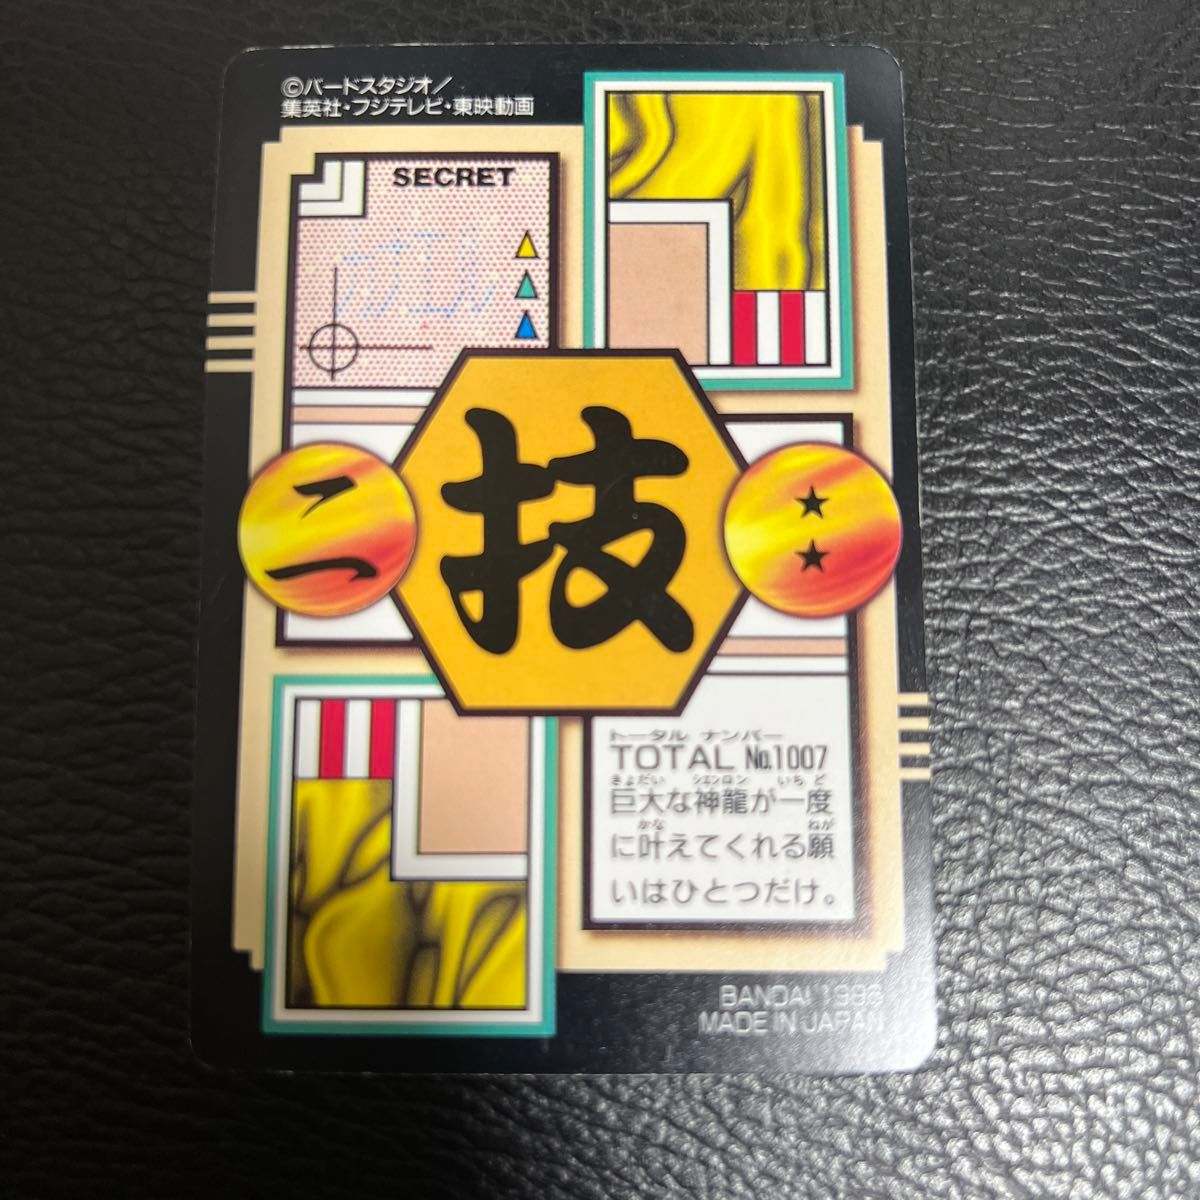 ©バードスタジオ/
集英社・フジテレビ・東映動画
SECRET
技
二
★
★
トータル ナンバー
TOTAL No.1007
きょだい シェンロン いちど
巨大な神龍が一度
かな ねが
に叶えてくれる願
いはひとつだけ。
BANDAI
MADE IN JAPAN